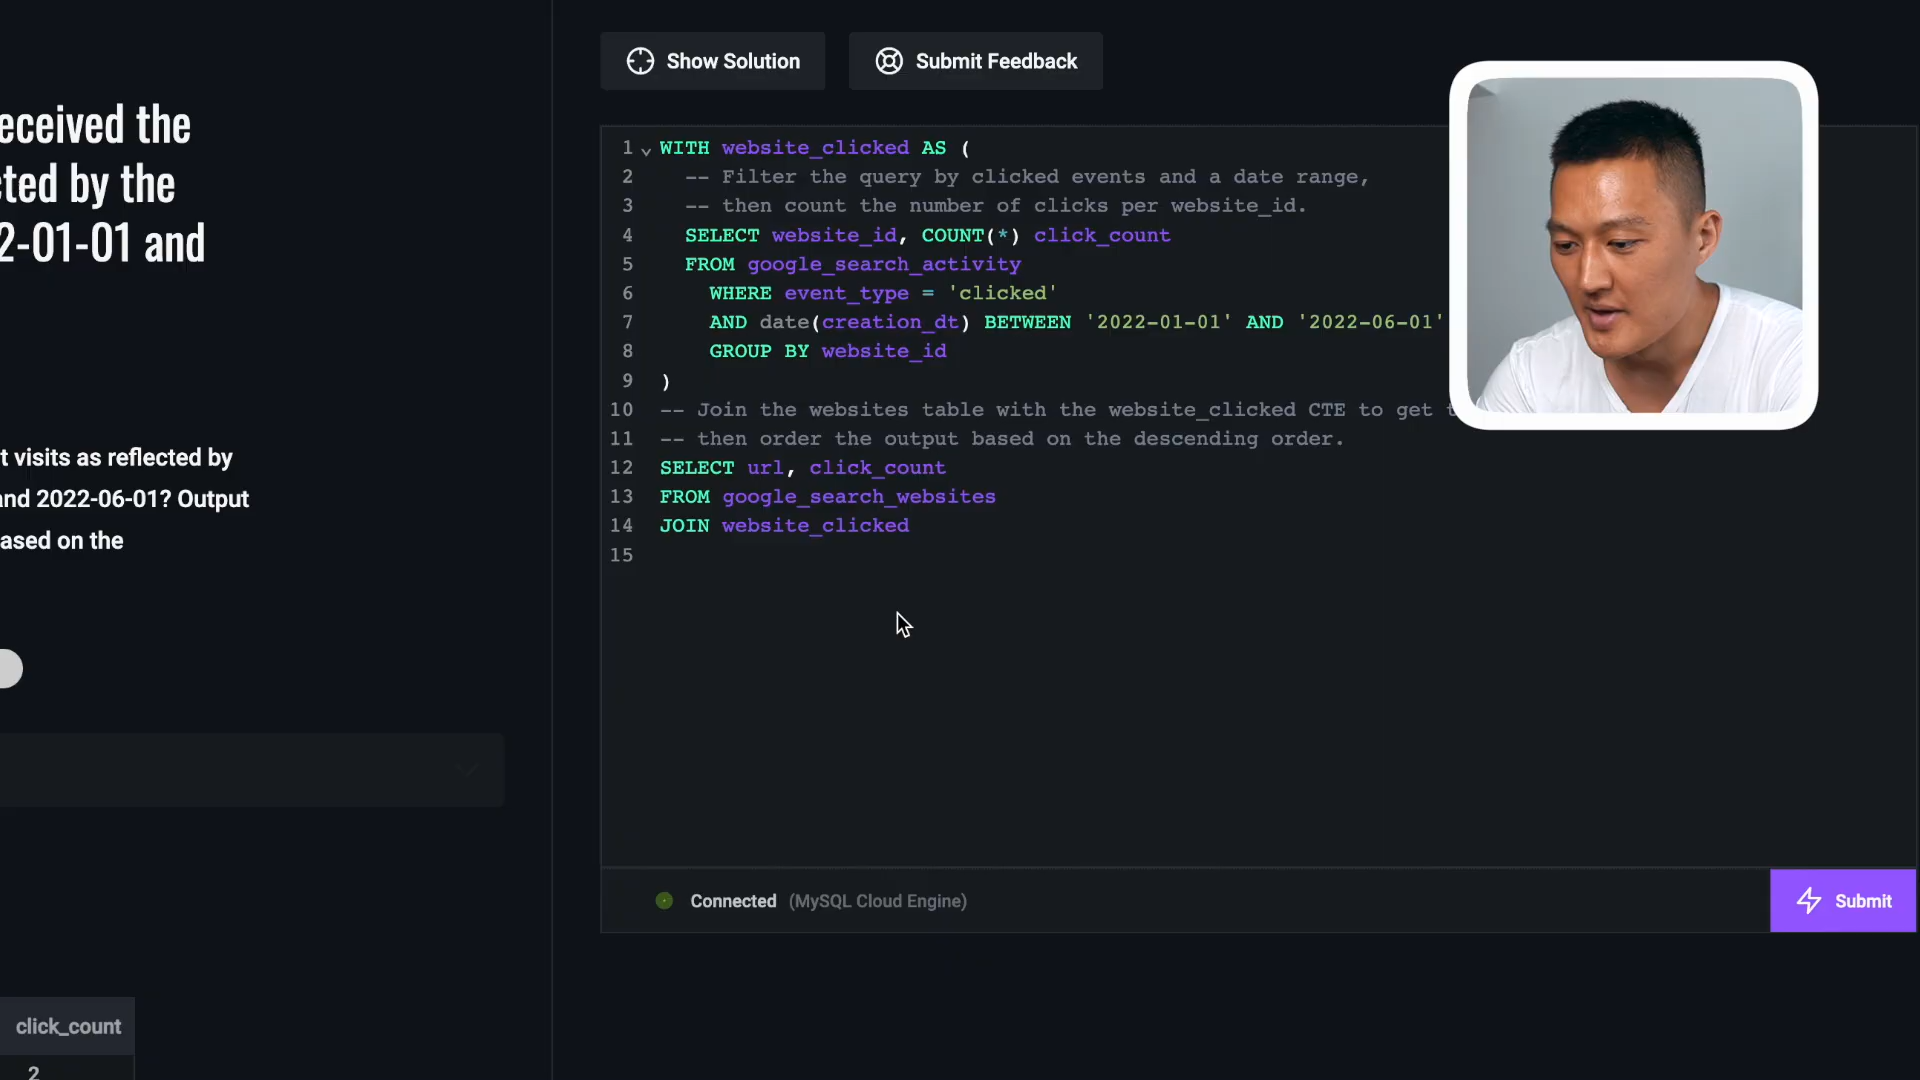 Show Solution
Submit Feedback
eceived the
cted by the
2-01-01 and
t visits as reflected by
and 2022-06-01? Output
ased on the
click_count
2
1 WITH website_clicked AS (
2 -- Filter the query by clicked events and a date range,
3 -- then count the number of clicks per website_id.
4 SELECT website_id, COUNT(*) click_count
5 FROM google_search_activity
6 WHERE event_type = 'clicked'
7 AND date(creation_dt) BETWEEN '2022-01-01' AND '2022-06-01'
8 GROUP BY website_id
9 )
10 -- Join the websites table with the website_clicked CTE to get t
11 -- then order the output based on the descending order.
12 SELECT url, click_count
13 FROM google_search_websites
14 JOIN website_clicked
15
Connected (MySQL Cloud Engine)
Submit